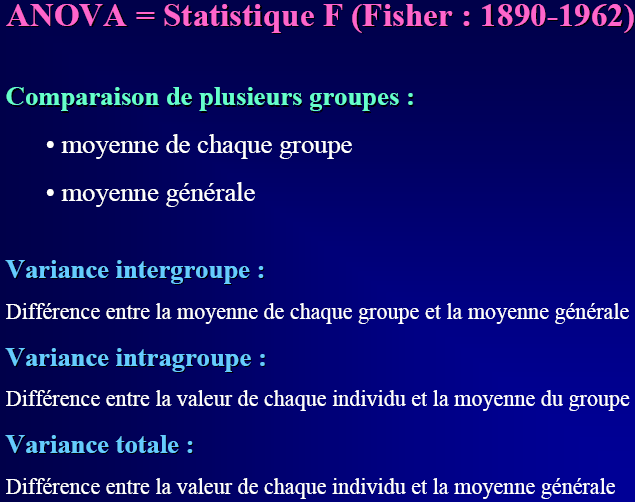 ANOVA = Statistique F (Fisher : 1890-1962)
Comparaison de plusieurs groupes :
• moyenne de chaque groupe
• moyenne générale
Variance intergroupe :
Différence entre la moyenne de chaque groupe et la moyenne générale
Variance intragroupe :
Différence entre la valeur de chaque individu et la moyenne du groupe
Variance totale :
Différence entre la valeur de chaque individu et la moyenne générale